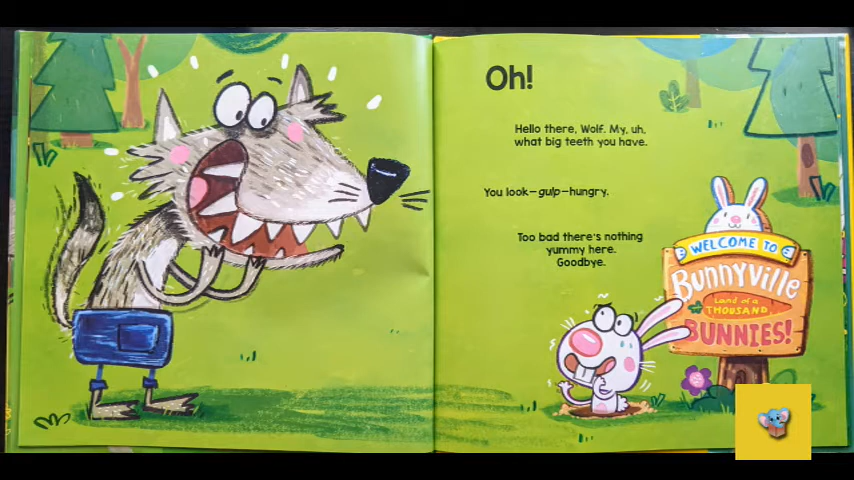 Oh!
Hello there, Wolf. My, uh,
what big teeth you have.
You look—gulp—hungry.
Too bad there's nothing
yummy here.
Goodbye.
WELCOME TO
BUNNYVILLE
Land of a
THOUSAND
BUNNIES!